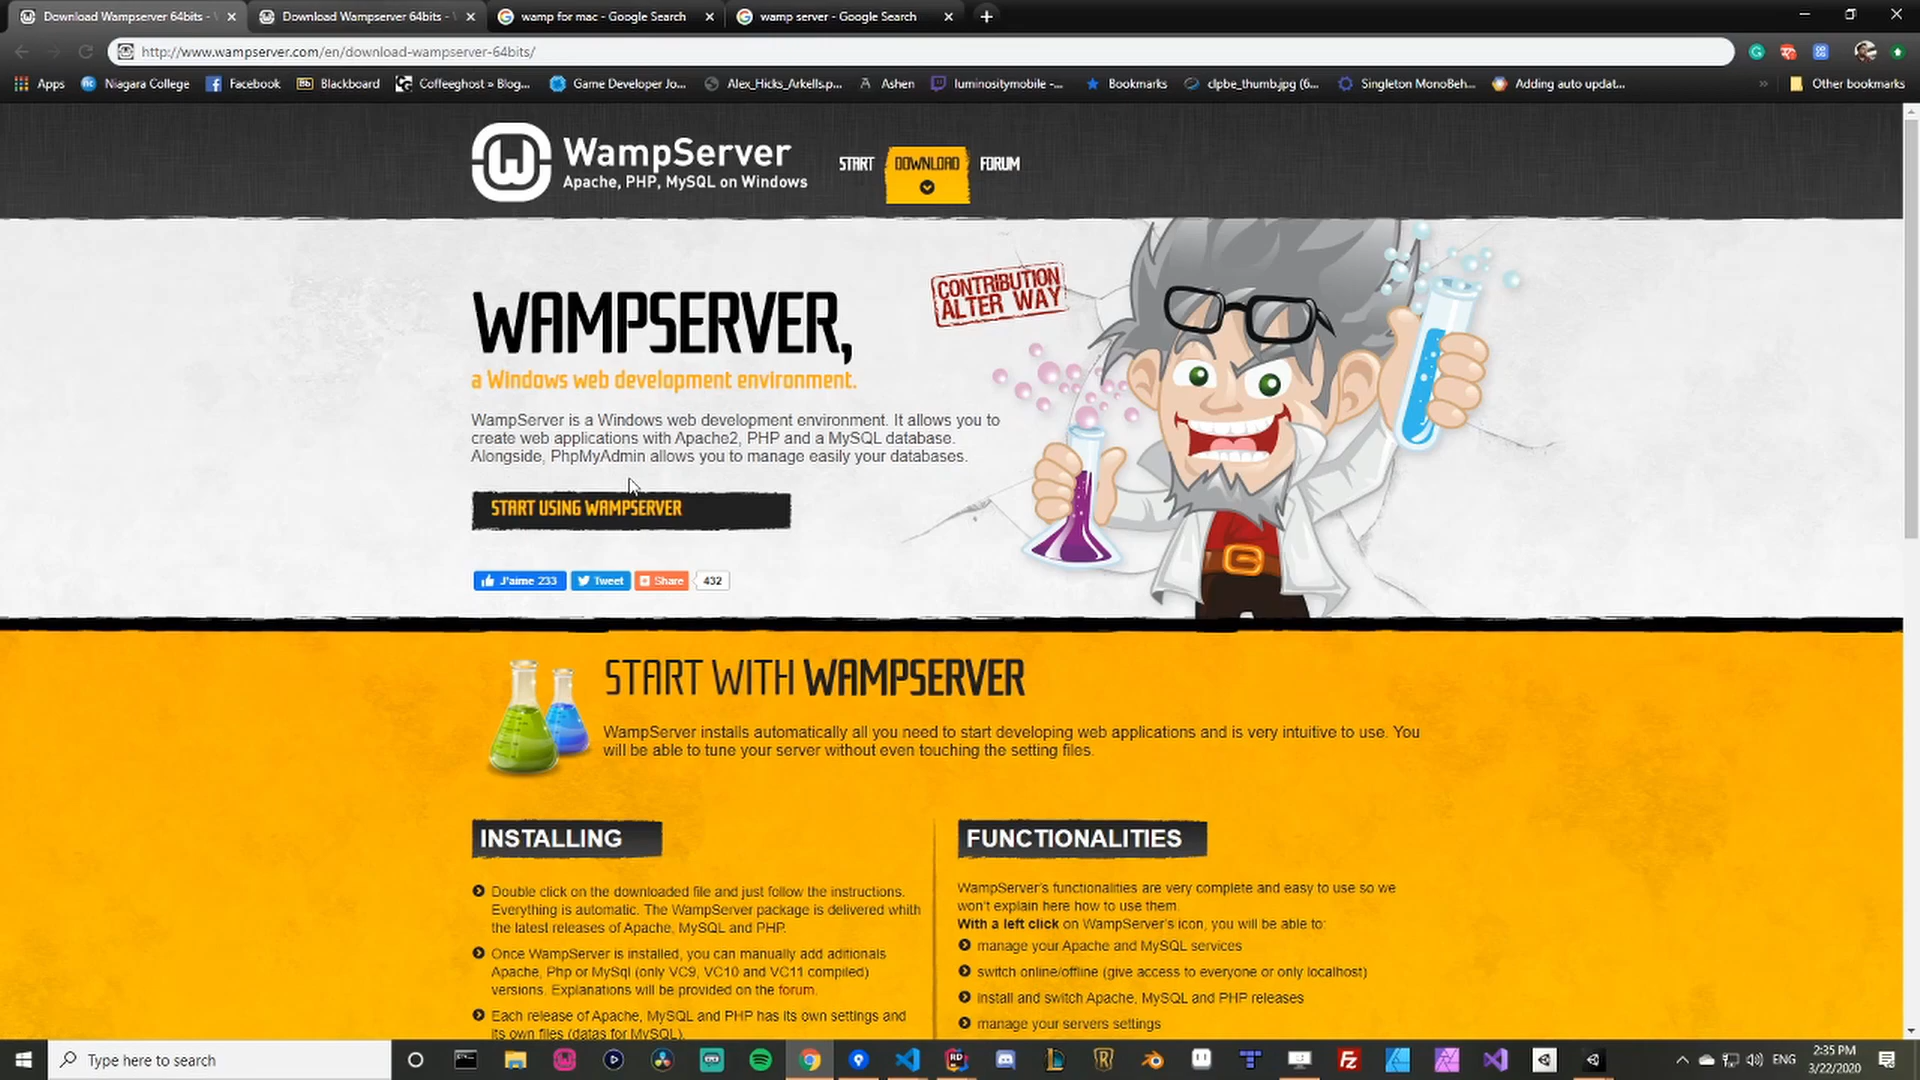 Download Wampserver 64bits -
Download Wampserver 64bits -
wamp for mac - Google Search
wamp server - Google Search
http://www.wampserver.com/en/download-wampserver-64bits/
Apps
Niagara College
Facebook
Blackboard
Coffeeghost » Blog...
Game Developer Jo...
Alex_Hicks_Arkells.p...
Ashen
luminositymobile -...
Bookmarks
clpbe_thumb.jpg (6...
Singleton MonoBeh...
Adding auto updat...
»
Other bookmarks
WampServer
Apache, PHP, MySQL on Windows
START
DOWNLOAD
FORUM
CONTRIBUTION
ALTER WAY
WAMPSERVER,
a Windows web development environment.
WampServer is a Windows web development environment. It allows you to
create web applications with Apache2, PHP and a MySQL database.
Alongside, PhpMyAdmin allows you to manage easily your databases.
START USING WAMPSERVER
J'aime 233
Tweet
Share
432
START WITH WAMPSERVER
WampServer installs automatically all you need to start developing web applications and is very intuitive to use. You
will be able to tune your server without even touching the setting files.
INSTALLING
Double click on the downloaded file and just follow the instructions.
Everything is automatic. The WampServer package is delivered whith
the latest releases of Apache, MySQL and PHP.
Once WampServer is installed, you can manually add aditionals
Apache, Php or MySql (only VC9, VC10 and VC11 compiled)
versions. Explanations will be provided on the forum.
Each release of Apache, MySQL and PHP has its own settings and
its own files (datas for MySQL).
FUNCTIONALITIES
WampServer's functionalities are very complete and easy to use so we
won't explain here how to use them.
With a left click on WampServer's icon, you will be able to:
manage your Apache and MySQL services
switch online/offline (give access to everyone or only localhost)
install and switch Apache, MySQL and PHP releases
manage your servers settings
Type here to search
ENG
2:35 PM
3/22/2020